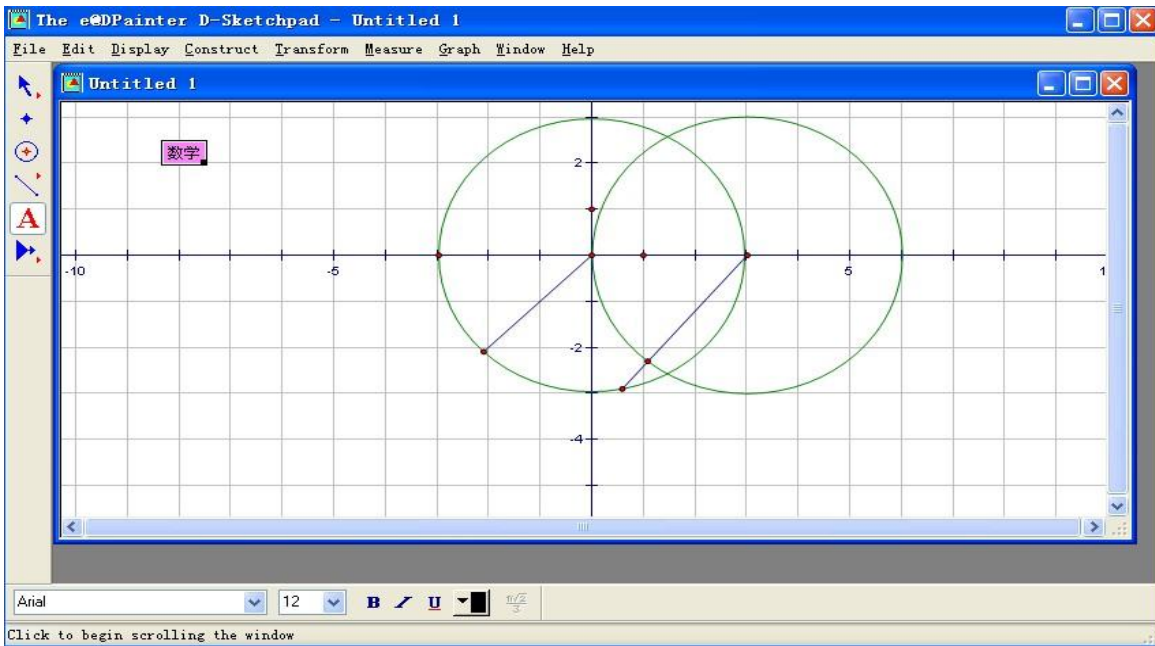 The e@DPainter D-Sketchpad - Untitled 1
File Edit Display Construct Transform Measure Graph Window Help
Untitled 1
数学
2
-10 -5 5 1
-2
-4
Arial 12 B I U
Click to begin scrolling the window